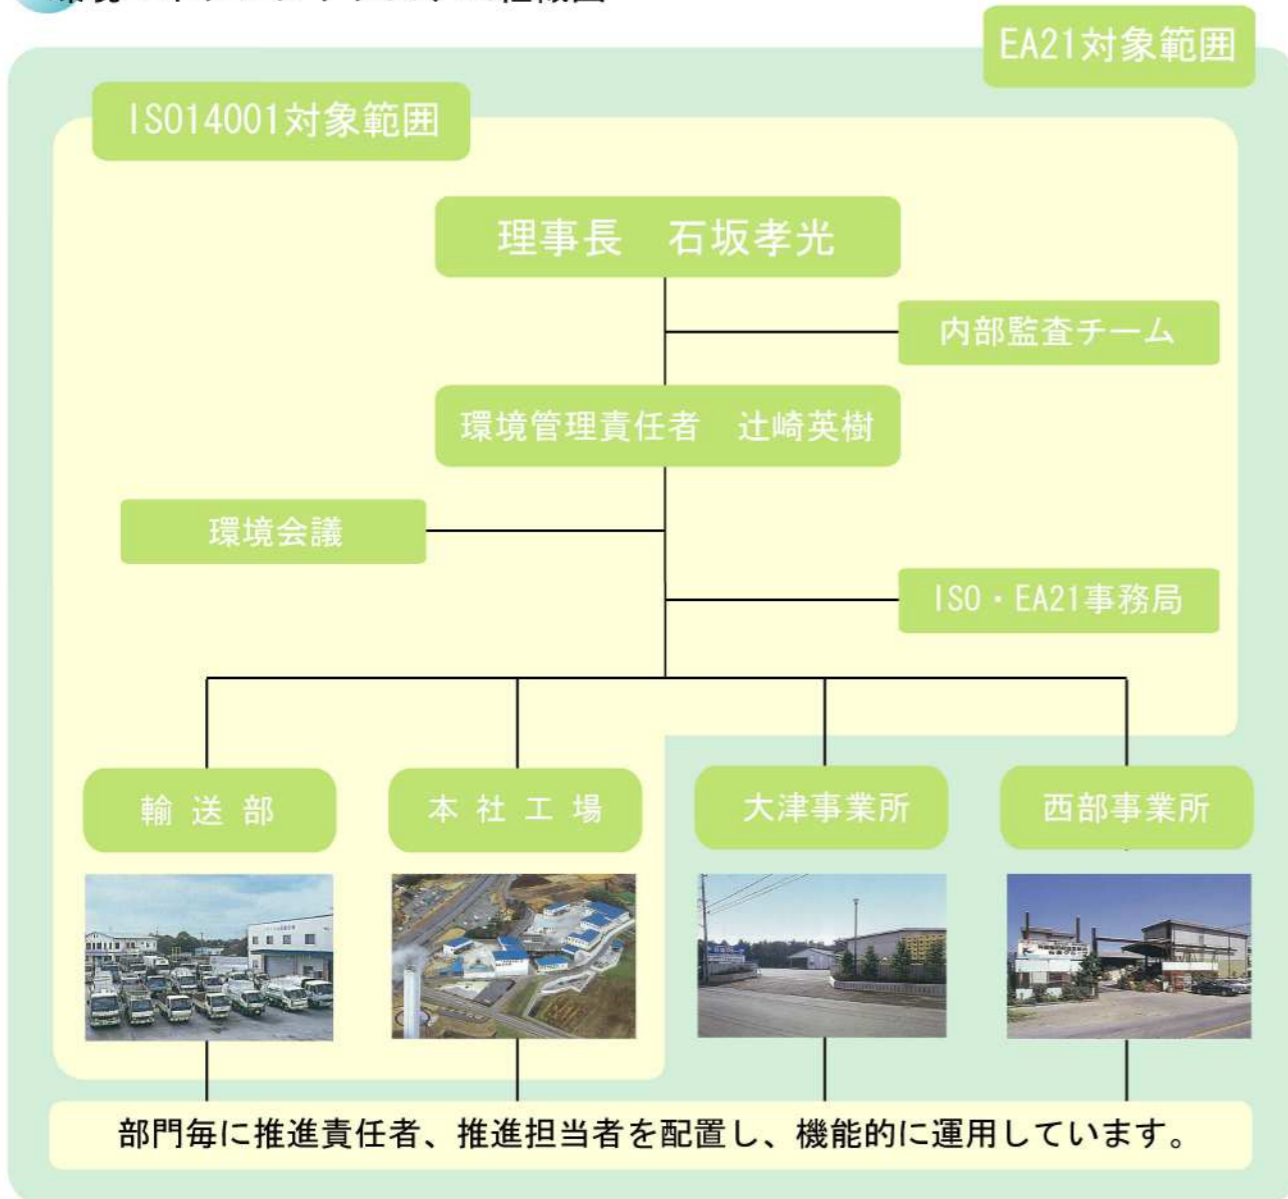 EA21対象範囲
ISO14001対象範囲
理事長 石坂孝光
内部監査チーム
環境管理責任者 辻崎英樹
環境会議
ISO・EA21事務局
輸送部
本社工場
大津事業所
西部事業所
部門毎に推進責任者、推進担当者を配置し、機能的に運用しています。